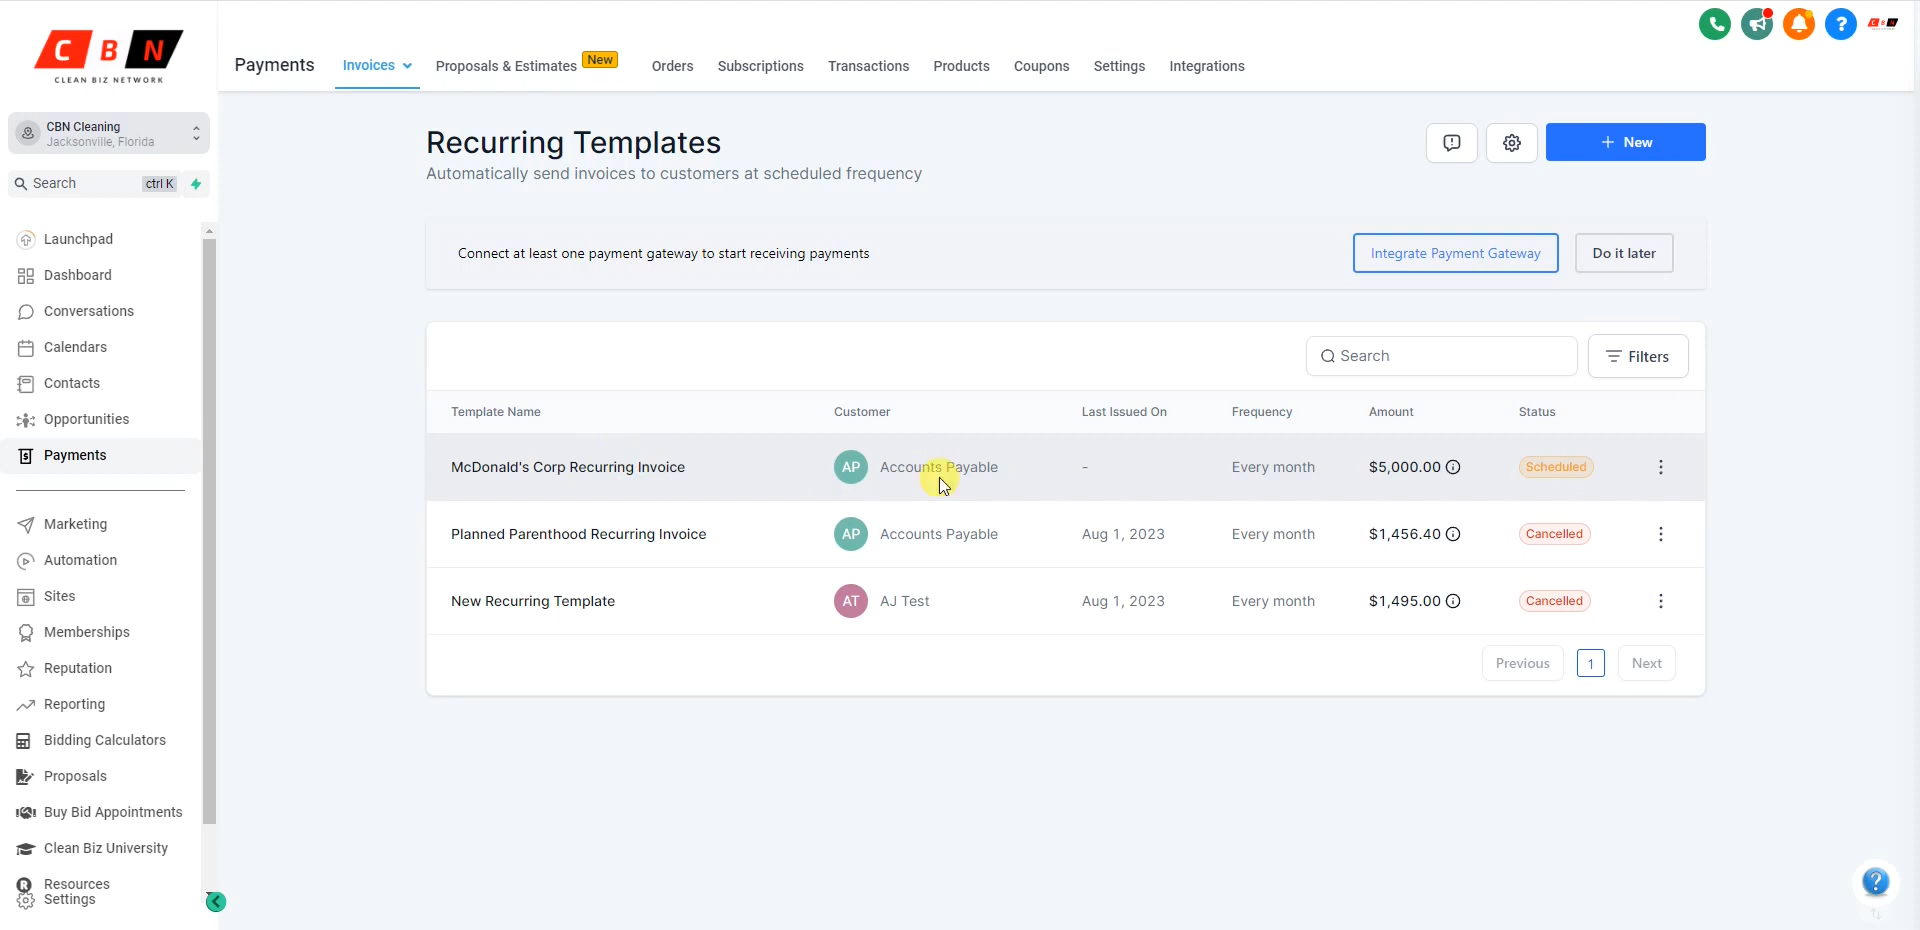 C B N
CLEAN BIZ NETWORK
CBN Cleaning
Jacksonville, Florida
Search ctrl K
Launchpad
Dashboard
Conversations
Calendars
Contacts
Opportunities
Payments
Marketing
Automation
Sites
Memberships
Reputation
Reporting
Bidding Calculators
Proposals
Buy Bid Appointments
Clean Biz University
Resources
Settings
Payments Invoices Proposals & Estimates New Orders Subscriptions Transactions Products Coupons Settings Integrations
Recurring Templates
Automatically send invoices to customers at scheduled frequency
+ New
Connect at least one payment gateway to start receiving payments
Integrate Payment Gateway Do it later
Search Filters
Template Name Customer Last Issued On Frequency Amount Status
McDonald's Corp Recurring Invoice AP Accounts Payable - Every month $5,000.00 Scheduled
Planned Parenthood Recurring Invoice AP Accounts Payable Aug 1, 2023 Every month $1,456.40 Cancelled
New Recurring Template AT AJ Test Aug 1, 2023 Every month $1,495.00 Cancelled
Previous 1 Next